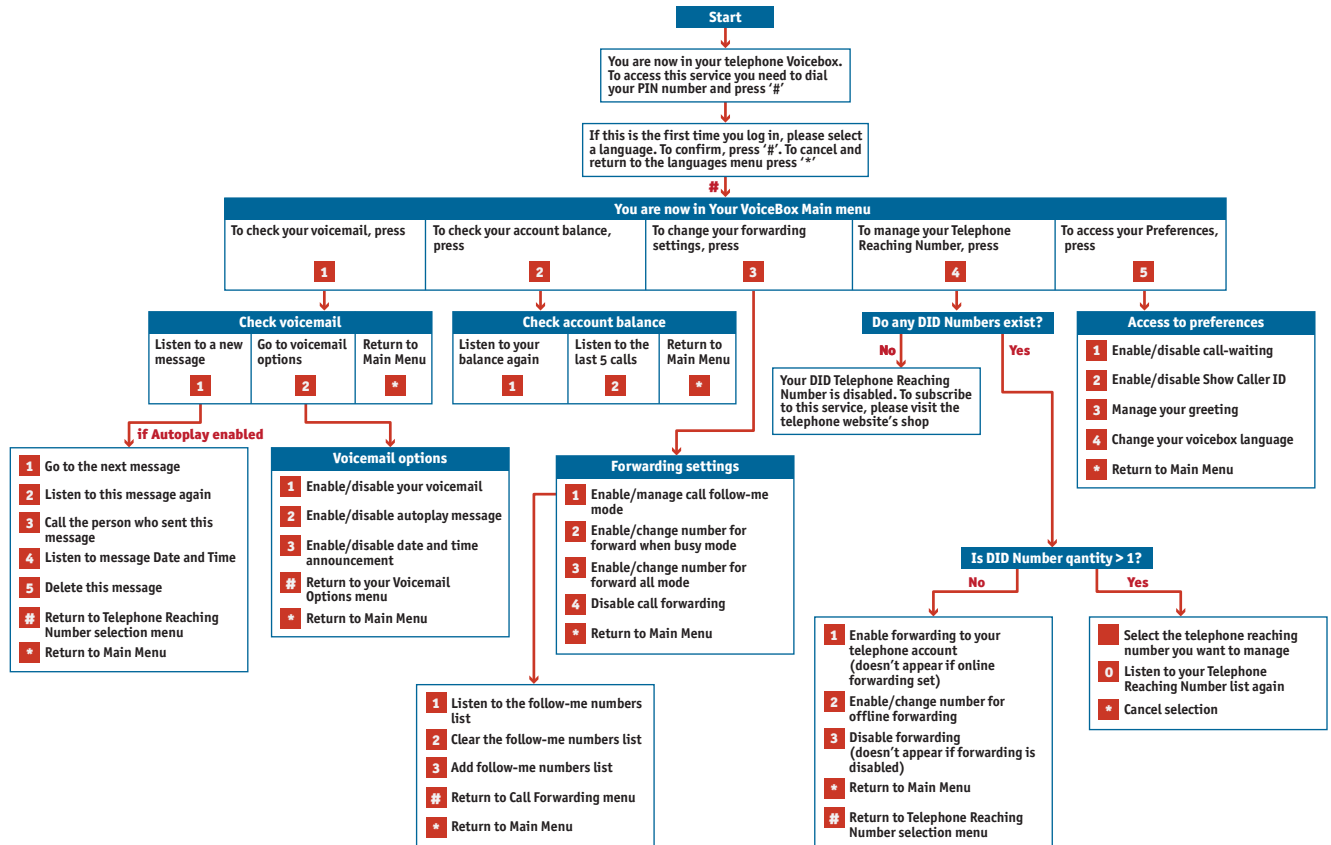 Start
You are now in your telephone Voicebox.
To access this service you need to dial
your PIN number and press ‘#’
If this is the first time you log in, please select
a language. To confirm, press ‘#’. To cancel and
return to the languages menu press ‘*’
#
You are now in Your VoiceBox Main menu
To check your voicemail, press
1
To check your account balance,
press
2
To change your forwarding
settings, press
3
To manage your Telephone
Reaching Number, press
4
To access your Preferences,
press
5
Check voicemail
Listen to a new
message
1
Go to voicemail
options
2
Return to
Main Menu
*
Check account balance
Listen to your
balance again
1
Listen to the
last 5 calls
2
Return to
Main Menu
*
Do any DID Numbers exist?
No
Yes
Your DID Telephone Reaching
Number is disabled. To subscribe
to this service, please visit the
telephone website’s shop
Access to preferences
1 Enable/disable call-waiting
2 Enable/disable Show Caller ID
3 Manage your greeting
4 Change your voicebox language
* Return to Main Menu
if Autoplay enabled
1 Go to the next message
2 Listen to this message again
3 Call the person who sent this
message
4 Listen to message Date and Time
5 Delete this message
# Return to Telephone Reaching
Number selection menu
* Return to Main Menu
Voicemail options
1 Enable/disable your voicemail
2 Enable/disable autoplay message
3 Enable/disable date and time
announcement
# Return to your Voicemail
Options menu
* Return to Main Menu
Forwarding settings
1 Enable/manage call follow-me
mode
2 Enable/change number for
forward when busy mode
3 Enable/change number for
forward all mode
4 Disable call forwarding
* Return to Main Menu
1 Listen to the follow-me numbers
list
2 Clear the follow-me numbers list
3 Add follow-me numbers list
# Return to Call Forwarding menu
* Return to Main Menu
Is DID Number qantity > 1?
No
Yes
1 Enable forwarding to your
telephone account
(doesn’t appear if online
forwarding set)
2 Enable/change number for
offline forwarding
3 Disable forwarding
(doesn’t appear if forwarding is
disabled)
* Return to Main Menu
# Return to Telephone Reaching
Number selection menu
Select the telephone reaching
number you want to manage
0 Listen to your Telephone
Reaching Number list again
* Cancel selection